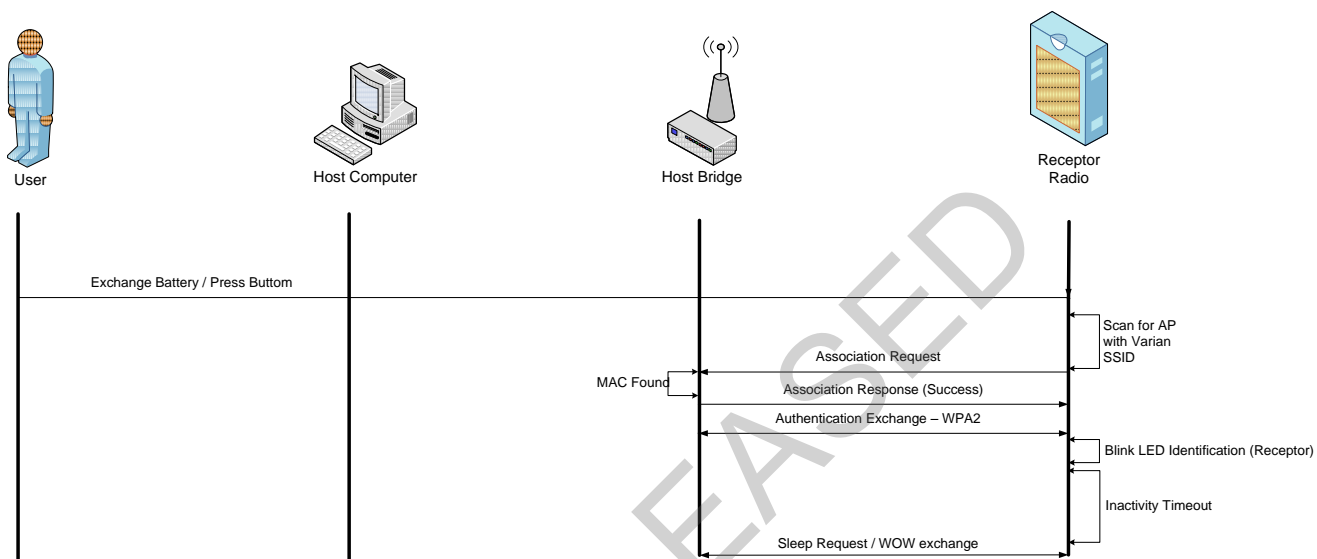 User
Host Computer
Host Bridge
Receptor
Radio
Exchange Battery / Press Buttom
Scan for AP
with Varian
SSID
Association Request
MAC Found
Association Response (Success)
Authentication Exchange – WPA2
Blink LED Identification (Receptor)
Inactivity Timeout
Sleep Request / WOW exchange
EASED